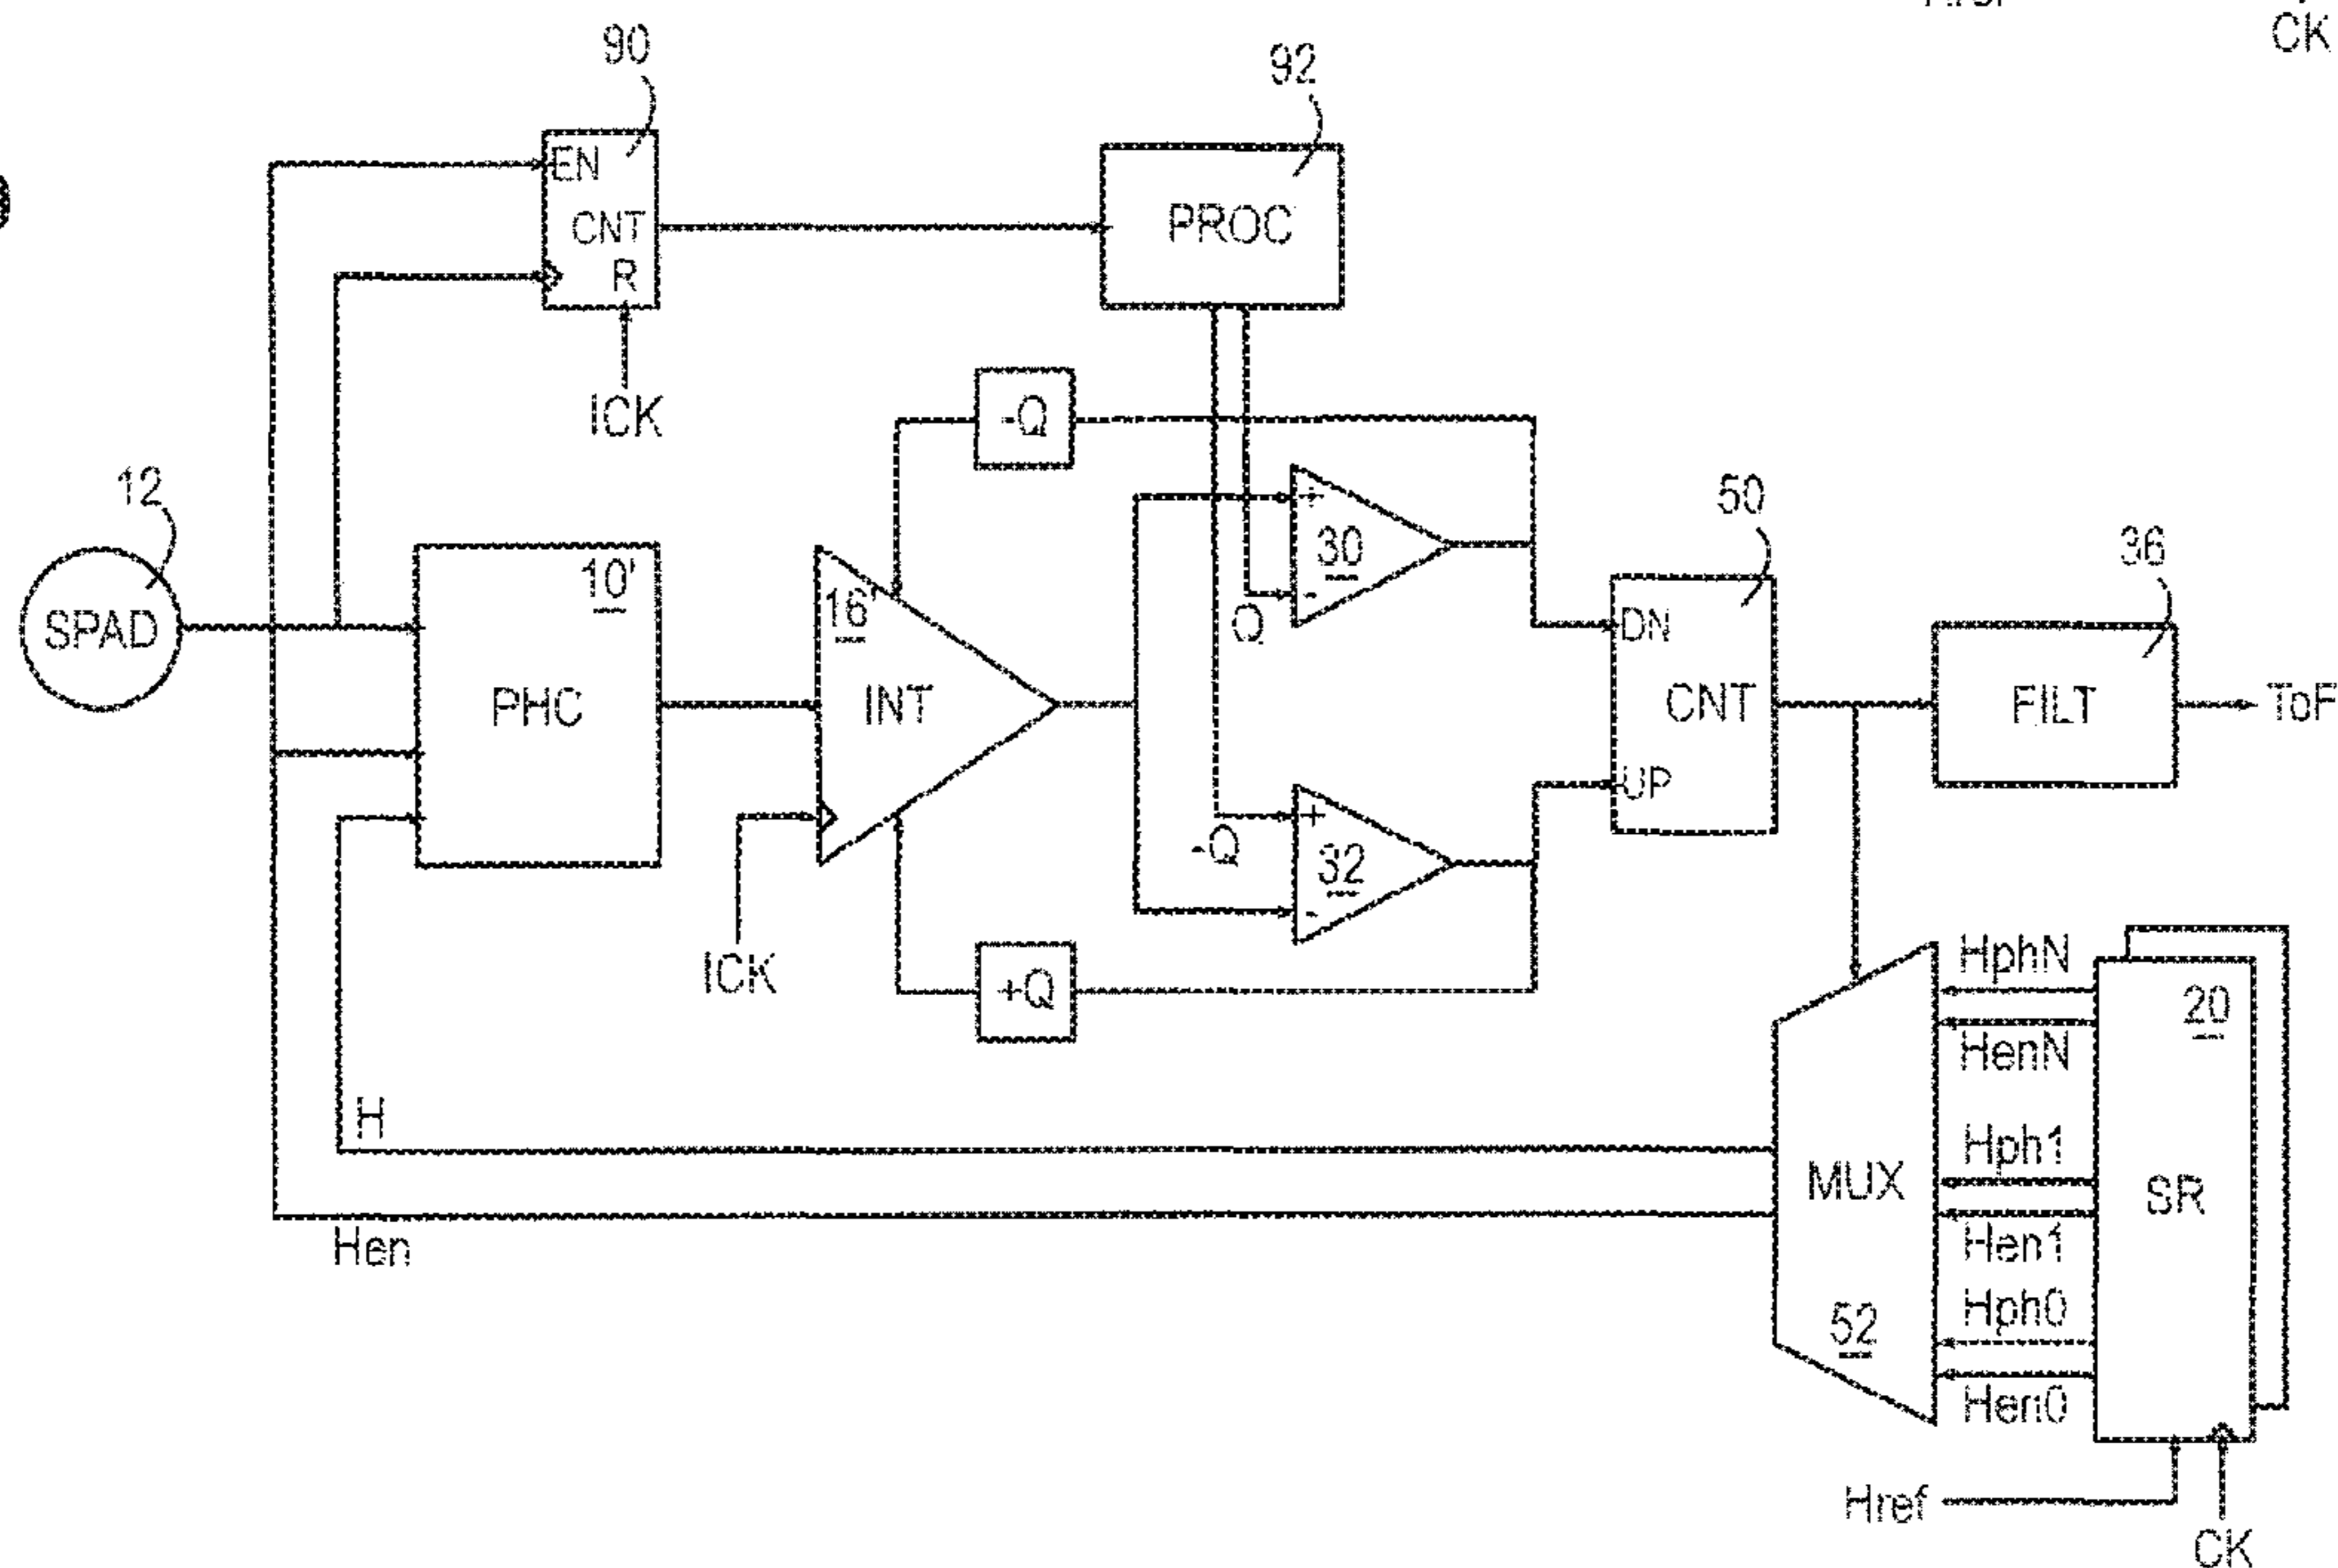 CK
90
92
EN
CNT
R
PROC
ICK
-Q
12
SPAD
10'
PHC
16'
INT
ICK
+
30
-
Q
+
-Q
32
-
+Q
50
DN
CNT
UP
36
FILT
ToF
H
Hen
MUX
52
HphN
HenN
Hph1
Hen1
Hph0
Hen0
20
SR
Href
CK